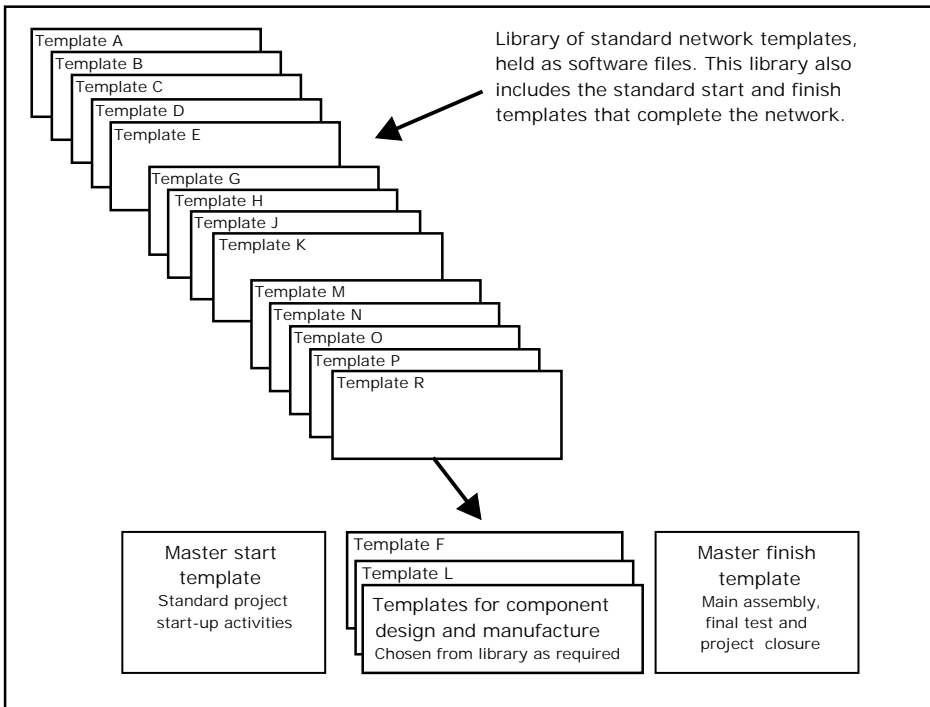 Template A
Template B
Template C
Template D
Template E
Template G
Template H
Template J
Template K
Template M
Template N
Template O
Template P
Template R
Library of standard network templates,
held as software files. This library also
includes the standard start and finish
templates that complete the network.
Master start
template
Standard project
start-up activities
Template F
Template L
Templates for component
design and manufacture
Chosen from library as required
Master finish
template
Main assembly,
final test and
project closure